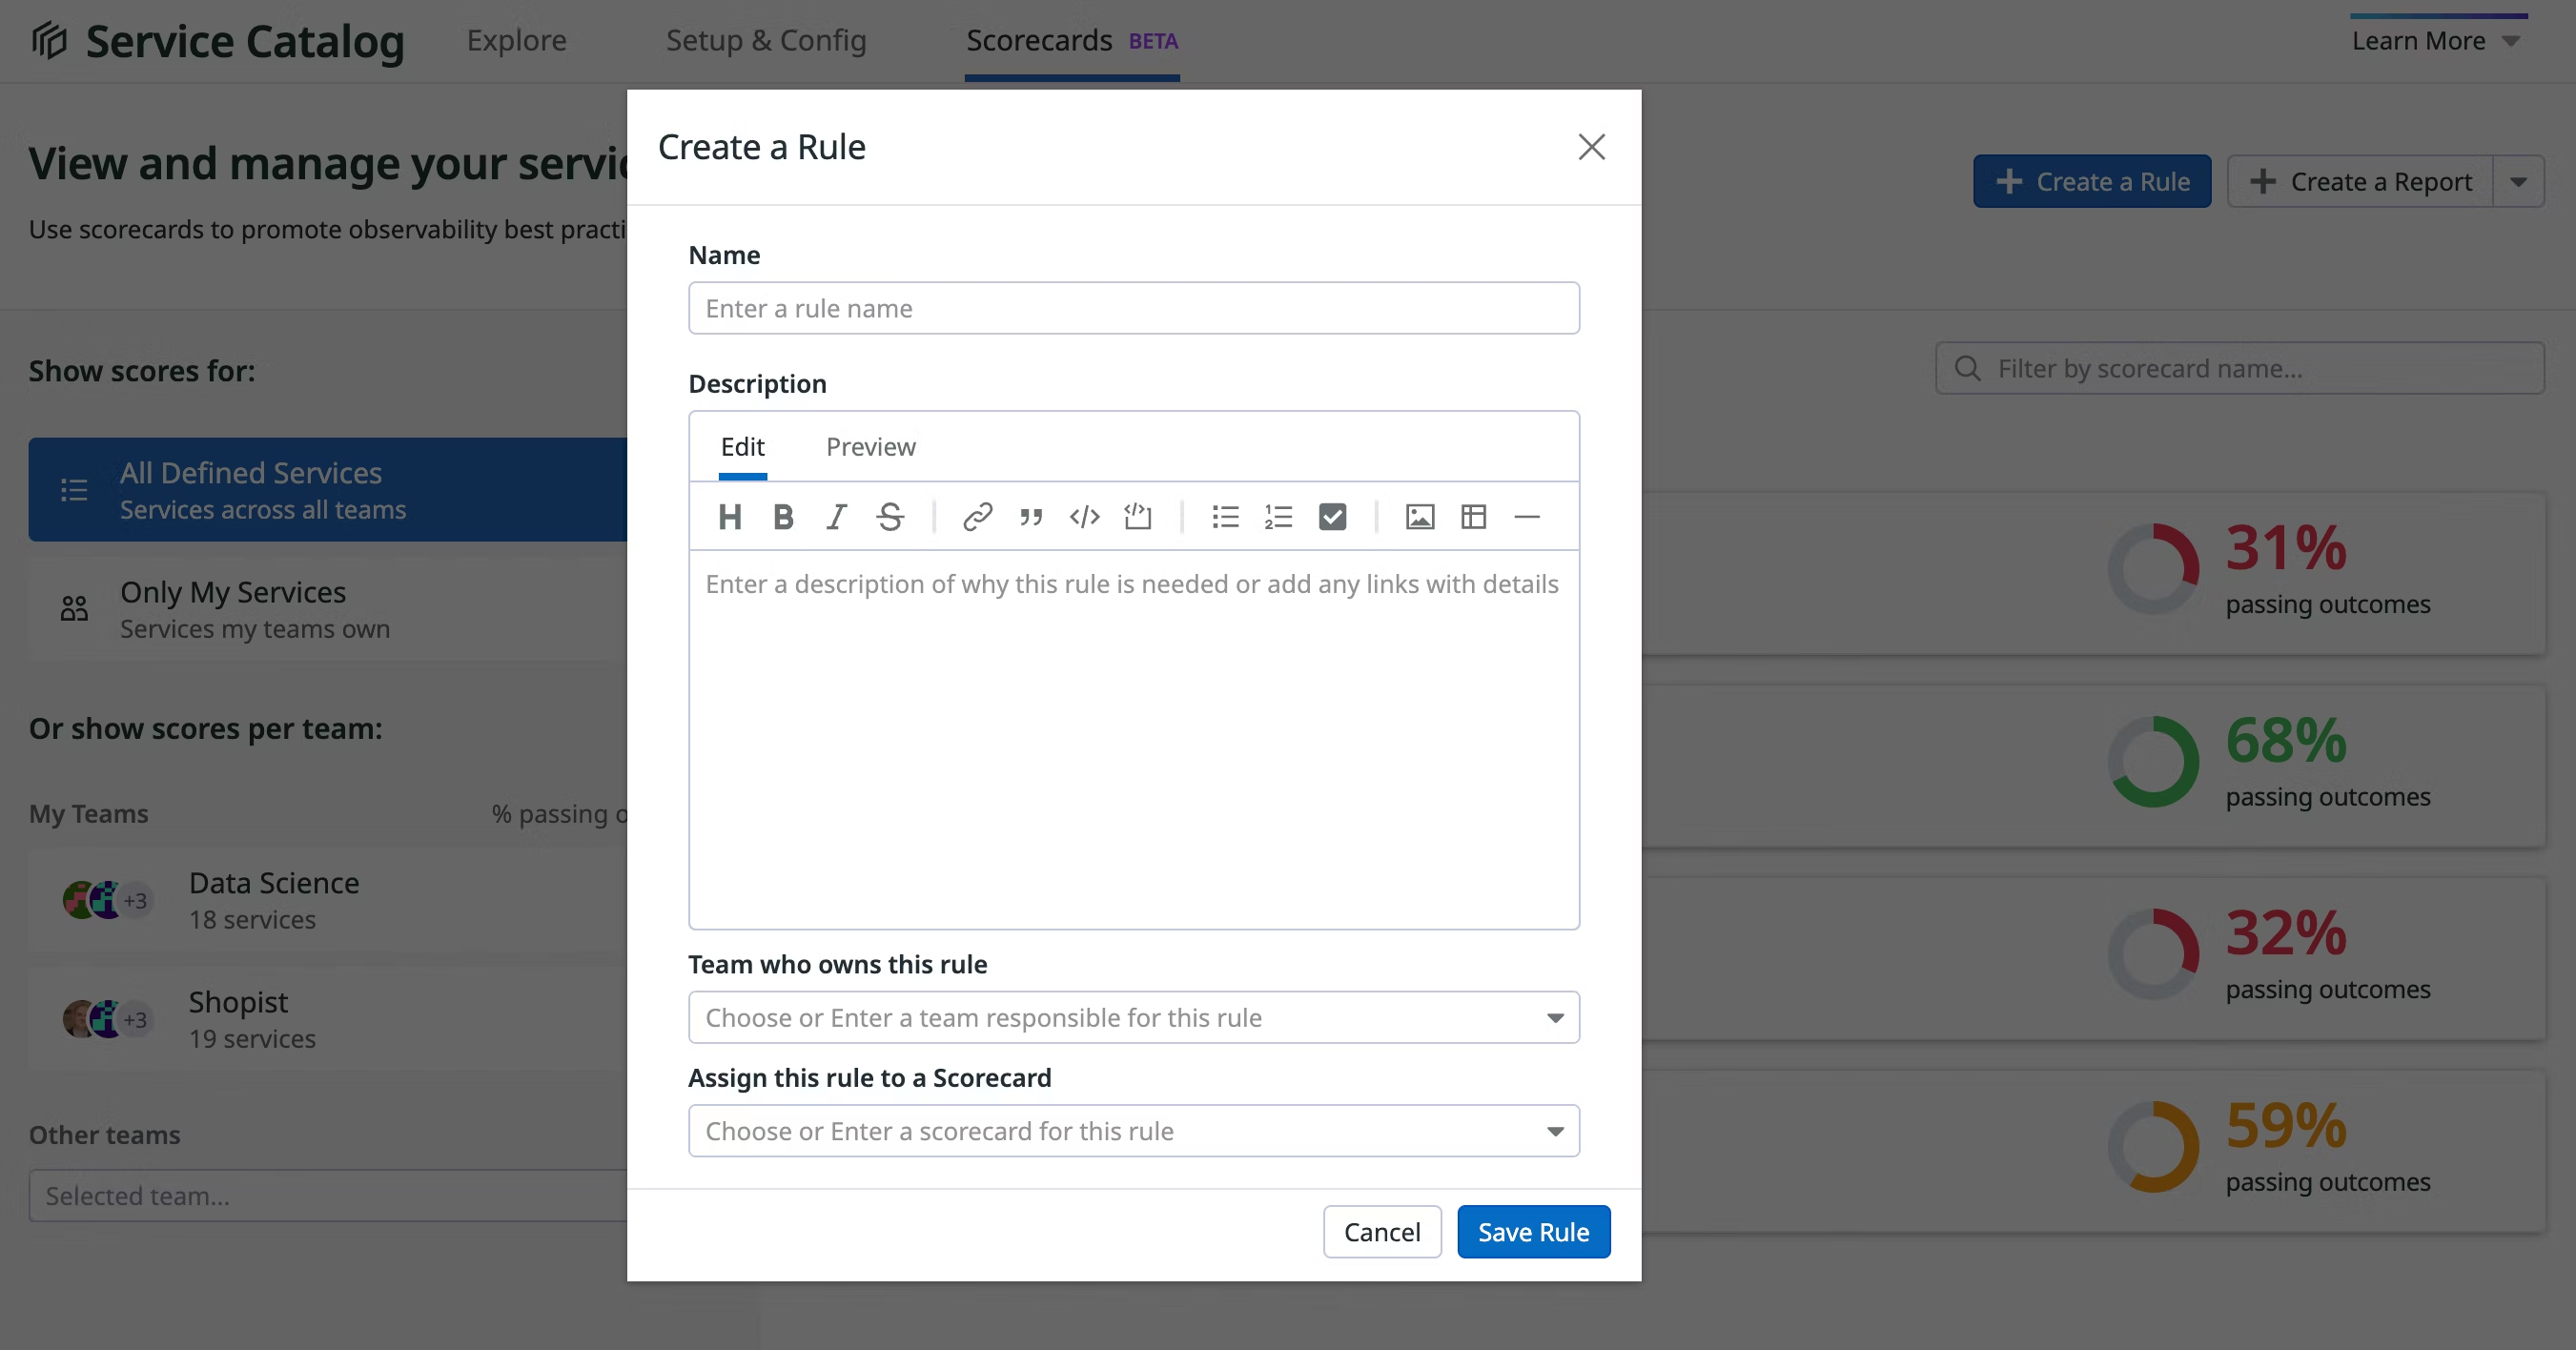 Service Catalog
Explore
Setup & Config
Scorecards BETA
Learn More
View and manage your servic
Use scorecards to promote observability best practi
Create a Rule
Create a Report
Show scores for:
Filter by scorecard name...
All Defined Services
Services across all teams
Only My Services
Services my teams own
Or show scores per team:
My Teams
% passing o
+3
Data Science
18 services
+3
Shopist
19 services
Other teams
Selected team...
Create a Rule
Name
Enter a rule name
Description
Edit
Preview
Enter a description of why this rule is needed or add any links with details
Team who owns this rule
Choose or Enter a team responsible for this rule
Assign this rule to a Scorecard
Choose or Enter a scorecard for this rule
Cancel
Save Rule
31%
passing outcomes
68%
passing outcomes
32%
passing outcomes
59%
passing outcomes